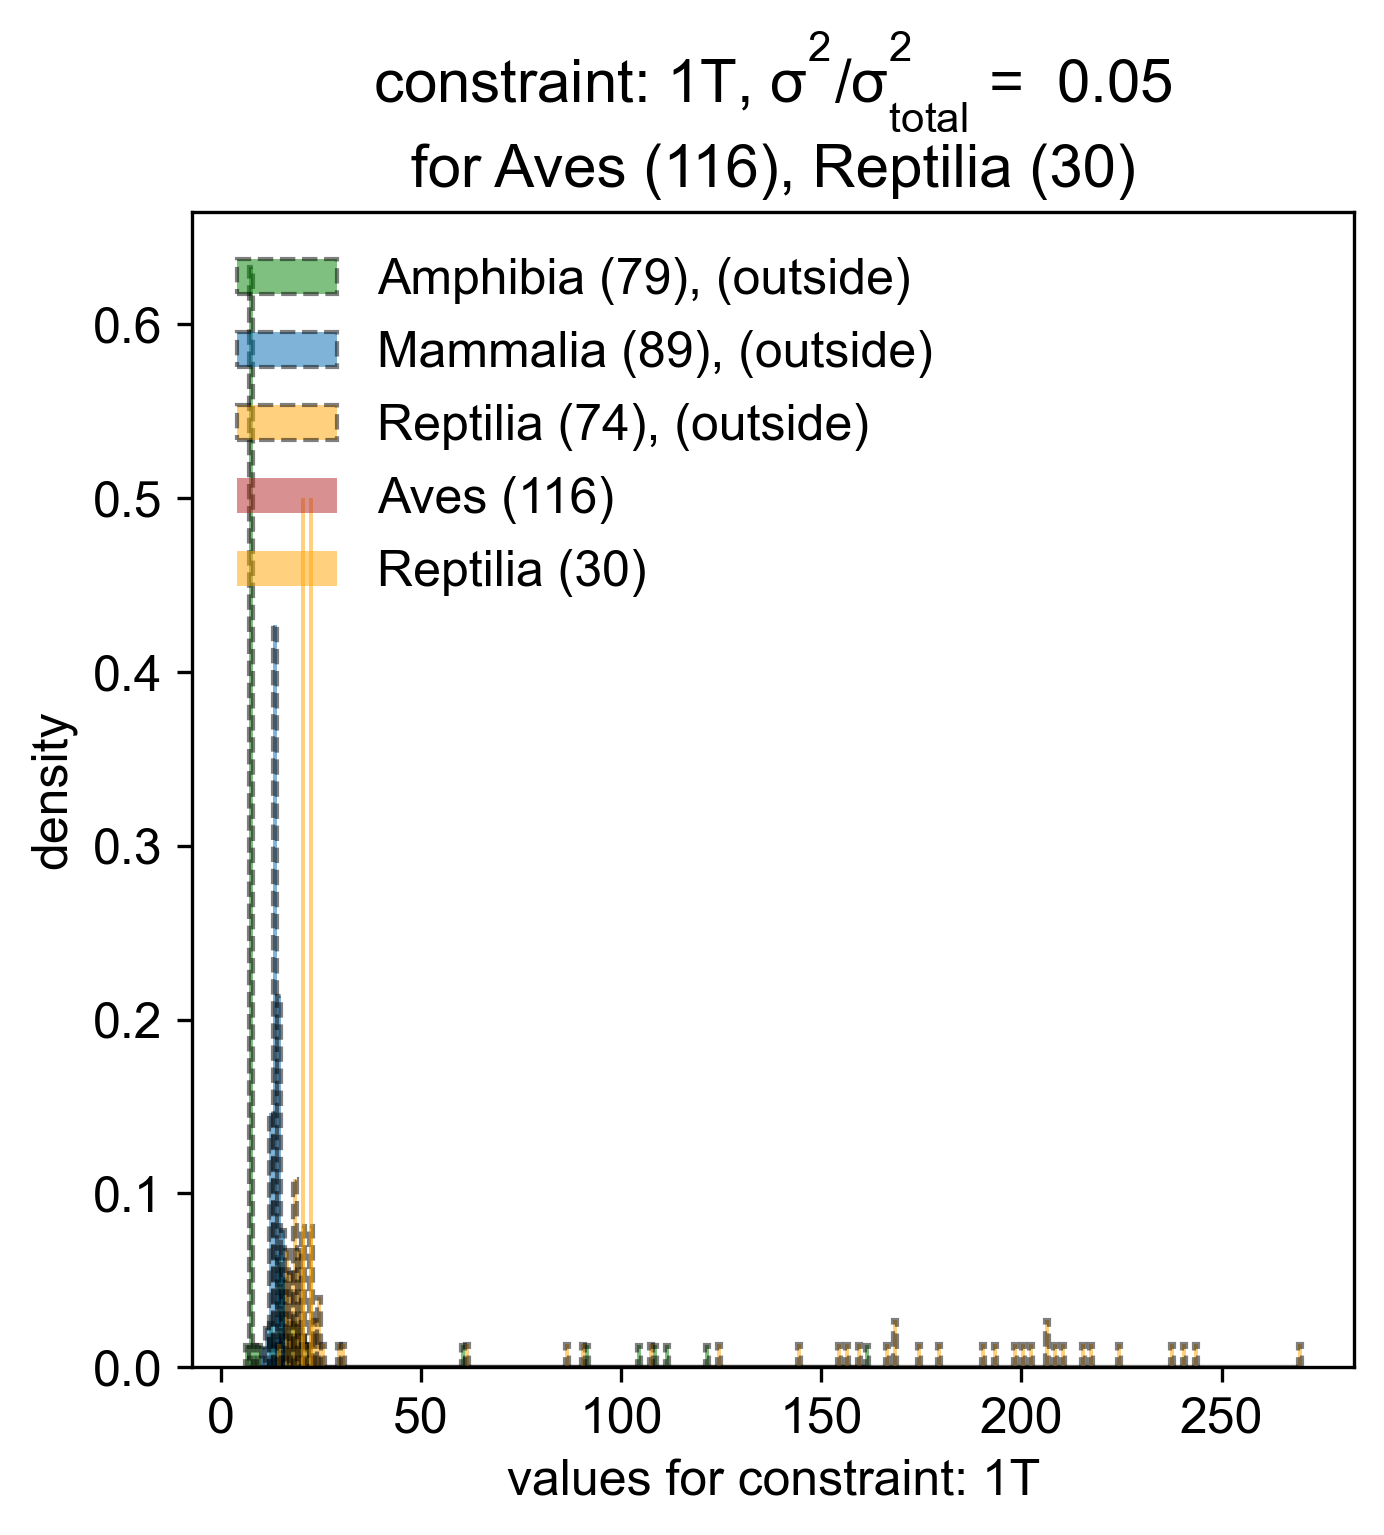 constraint: 1T, σ²/σ²total = 0.05
for Aves (116), Reptilia (30)
Amphibia (79), (outside)
Mammalia (89), (outside)
Reptilia (74), (outside)
Aves (116)
Reptilia (30)
density
0.6
0.5
0.4
0.3
0.2
0.1
0.0
0 50 100 150 200 250
values for constraint: 1T